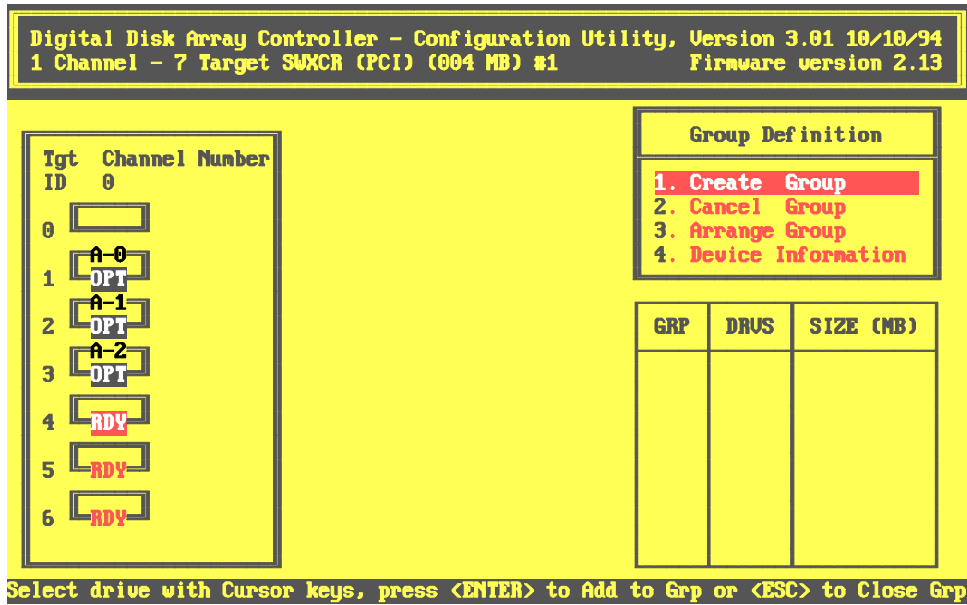 Digital Disk Array Controller - Configuration Utility, Version 3.01 10/10/94
1 Channel - 7 Target SWXCR (PCI) (004 MB) #1 Firmware version 2.13
Tgt Channel Number
ID 0
0
A-0
1 OPT
A-1
2 OPT
A-2
3 OPT
4 RDY
5 RDY
6 RDY
Group Definition
1. Create Group
2. Cancel Group
3. Arrange Group
4. Device Information
GRP DRVS SIZE (MB)
Select drive with Cursor keys, press <ENTER> to Add to Grp or <ESC> to Close Grp